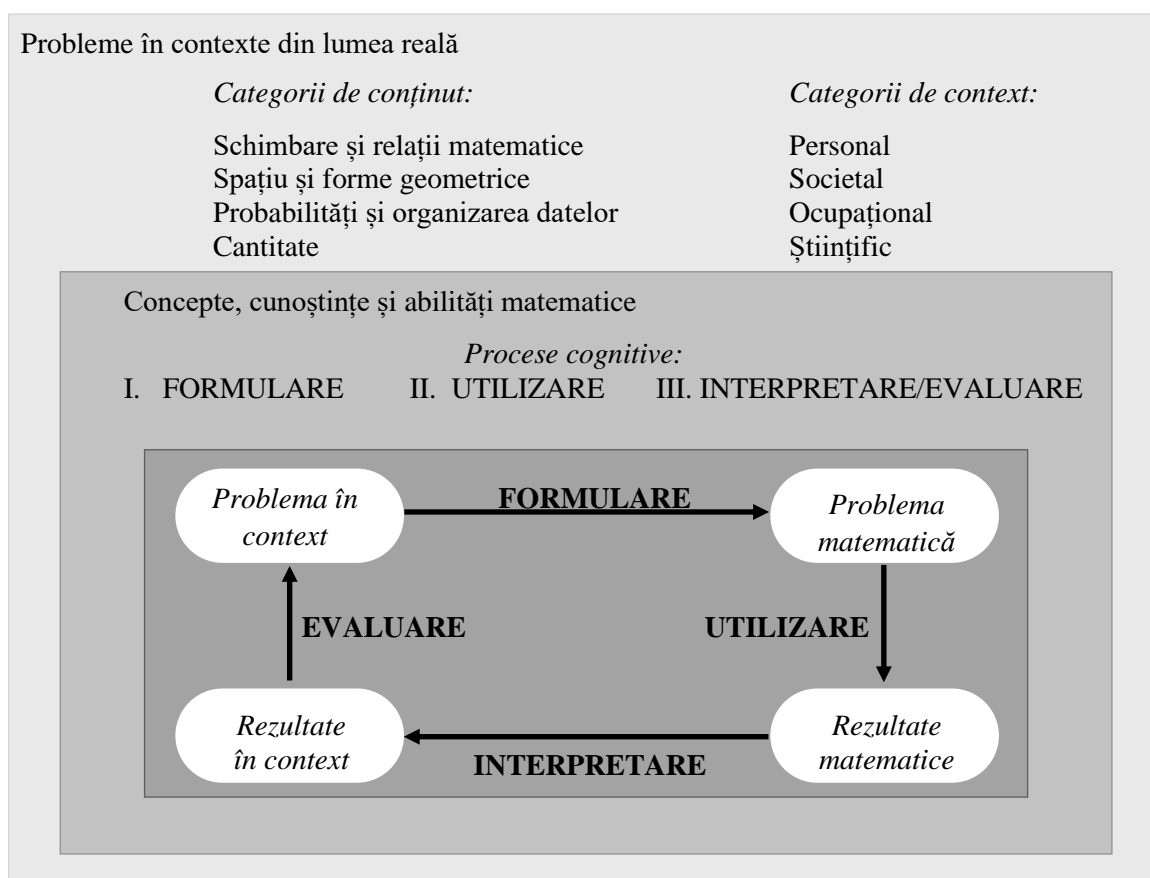 Probleme în contexte din lumea reală
Categorii de conținut:
Categorii de context:
Schimbare și relații matematice
Personal
Spațiu și forme geometrice
Societal
Probabilități și organizarea datelor
Ocupațional
Cantitate
Științific
Concepte, cunoștințe și abilități matematice
Procese cognitive:
I. FORMULARE II. UTILIZARE III. INTERPRETARE/EVALUARE
Problema în
context
FORMULARE
Problema
matematică
EVALUARE
UTILIZARE
Rezultate
în context
INTERPRETARE
Rezultate
matematice